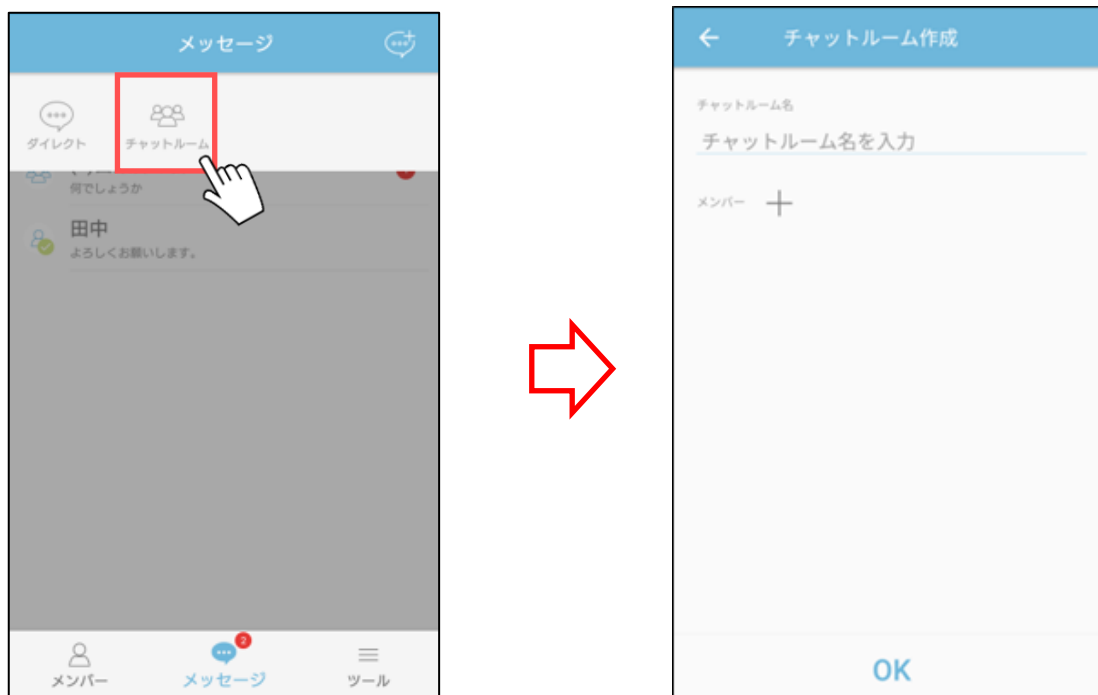 メッセージ
ダイレクト
チャットルーム
何でしょうか
田中
よろしくお願いします。
2
メンバー
メッセージ
ツール
チャットルーム作成
チャットルーム名
チャットルーム名を入力
メンバー
OK